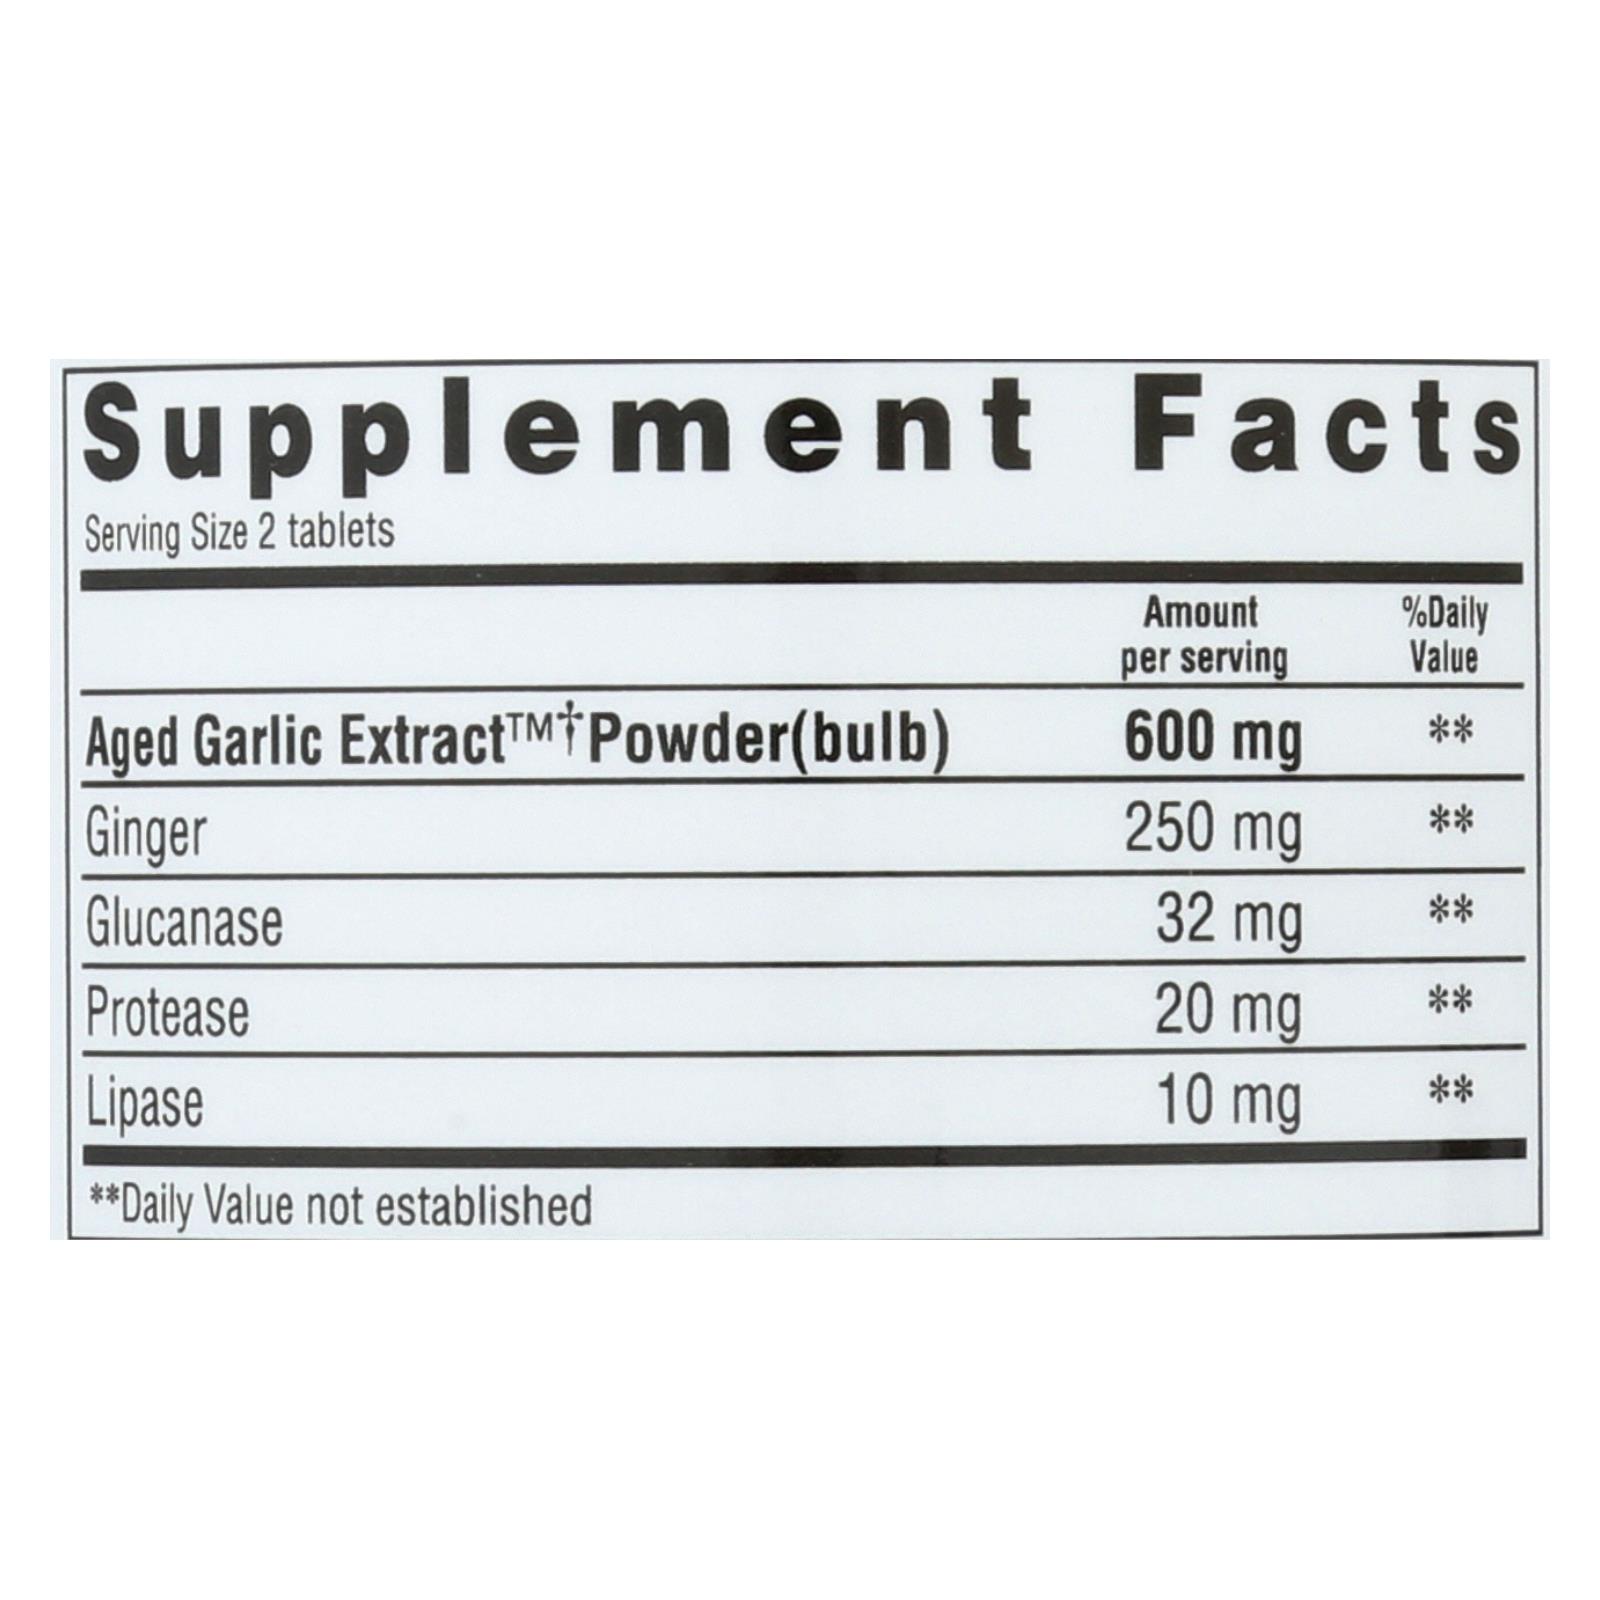 Supplement Facts
Serving Size 2 tablets
Amount per serving %Daily Value
Aged Garlic Extract™†Powder(bulb) 600 mg **
Ginger 250 mg **
Glucanase 32 mg **
Protease 20 mg **
Lipase 10 mg **
**Daily Value not established